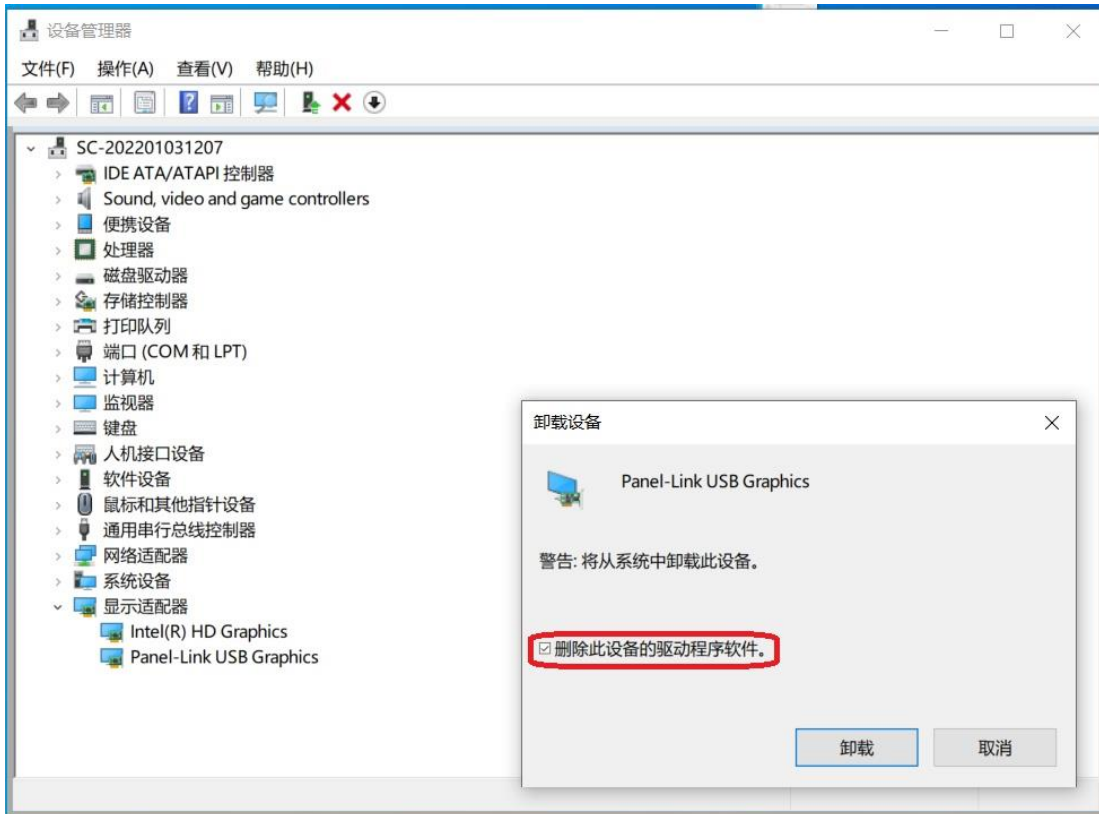 设备管理器
文件(F) 操作(A) 查看(V) 帮助(H)
SC-202201031207
IDE ATA/ATAPI 控制器
Sound, video and game controllers
便携设备
处理器
磁盘驱动器
存储控制器
打印队列
端口 (COM 和 LPT)
计算机
监视器
键盘
人机接口设备
软件设备
鼠标和其他指针设备
通用串行总线控制器
网络适配器
系统设备
显示适配器
Intel(R) HD Graphics
Panel-Link USB Graphics
卸载设备
Panel-Link USB Graphics
警告: 将从系统中卸载此设备。
删除此设备的驱动程序软件。
卸载 取消